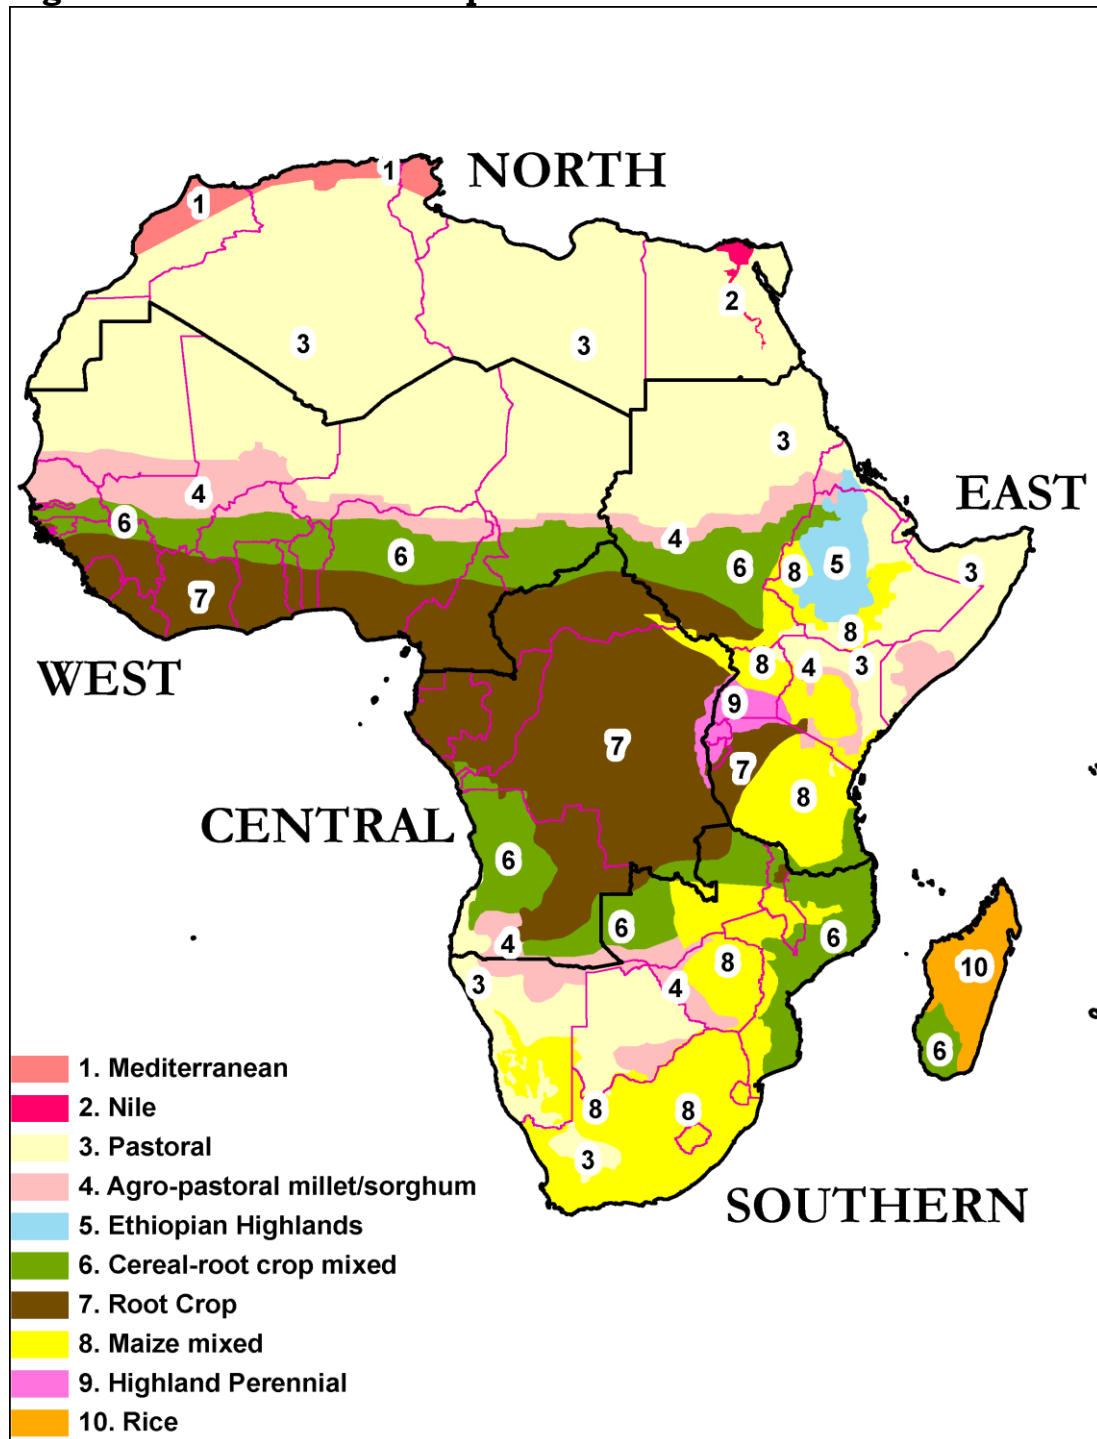 NORTH
1
1
2
3
3
3
EAST
4
4
6
5
3
6
6
8
7
8
WEST
8
4
3
9
7
7
8
CENTRAL
6
6
6
4
8
10
3
4
6
8
8
3
SOUTHERN
1. Mediterranean
2. Nile
3. Pastoral
4. Agro-pastoral millet/sorghum
5. Ethiopian Highlands
6. Cereal-root crop mixed
7. Root Crop
8. Maize mixed
9. Highland Perennial
10. Rice